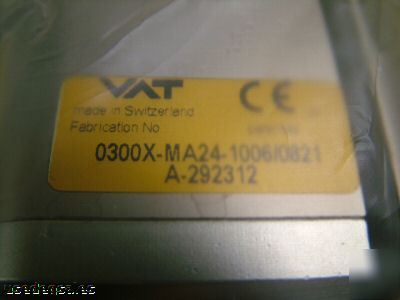 VAT
made in Switzerland
Fabrication No
CE
0300X-MA24-1006/0821
A-292312